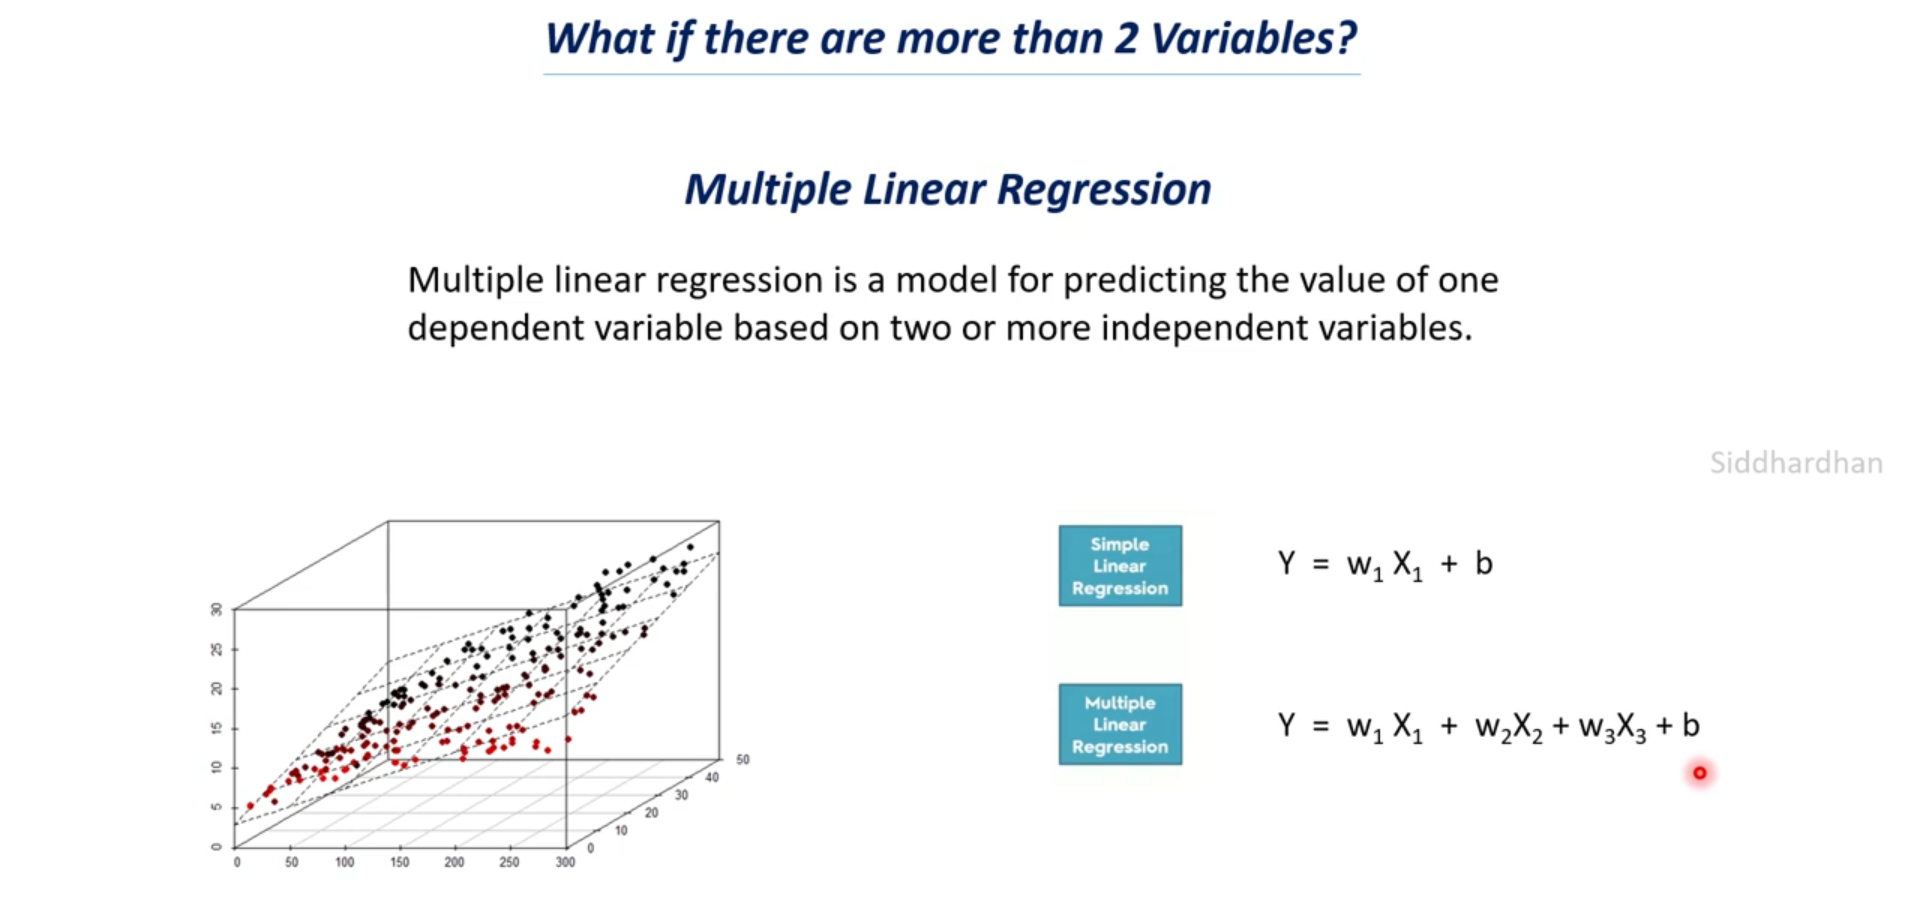 What if there are more than 2 Variables?
Multiple Linear Regression
Multiple linear regression is a model for predicting the value of one
dependent variable based on two or more independent variables.
Siddhardhan
30
25
20
15
10
5
0
0 50 100 150 200 250 300
0
10
20
30
40
50
Simple
Linear
Regression
Y = w₁ X₁ + b
Multiple
Linear
Regression
Y = w₁ X₁ + w₂X₂ + w₃X₃ + b